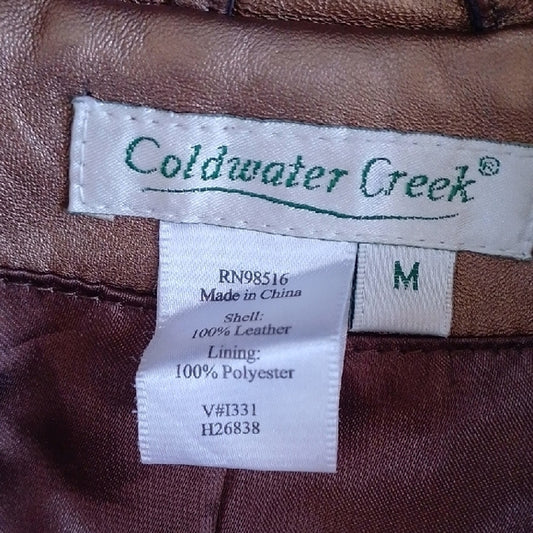 Coldwater Creek®
M
RN98516
Made in China
Shell:
100% Leather
Lining:
100% Polyester
V#I331
H26838